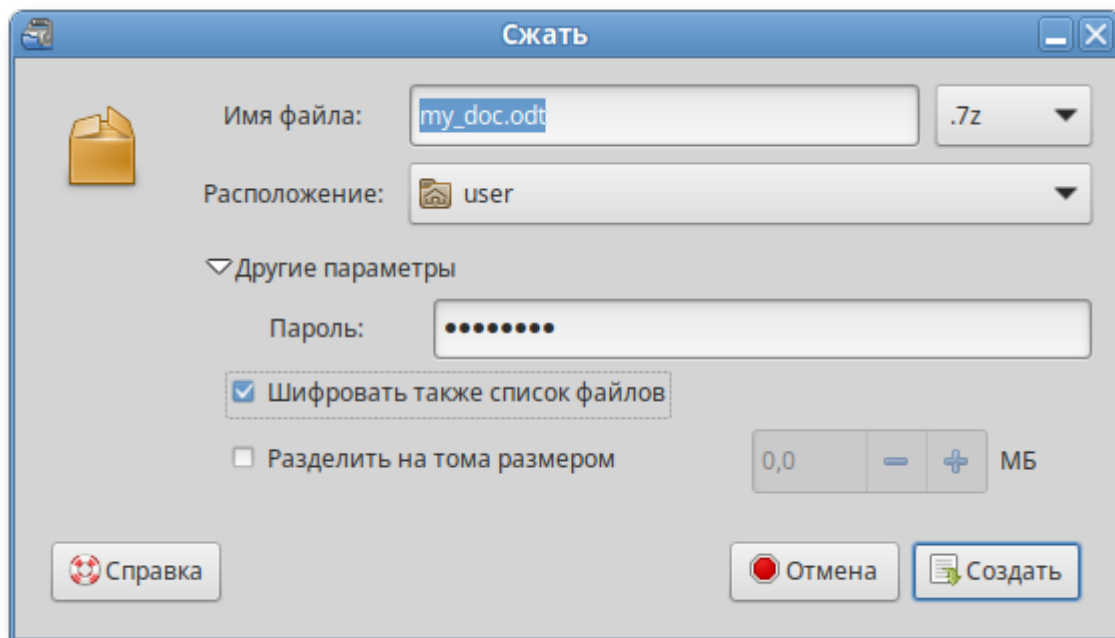 Сжать
Имя файла: my_doc.odt .7z
Расположение: user
Другие параметры
Пароль: ••••••••
Шифровать также список файлов
Разделить на тома размером 0,0 МБ
Справка Отмена Создать